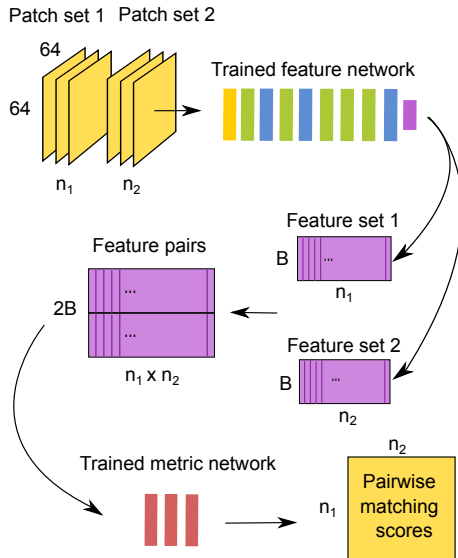 Patch set 1
Patch set 2
64
64
n1
n2
Trained feature network
Feature set 1
B
...
n1
Feature pairs
2B
...
...
n1 x n2
Feature set 2
B
...
n2
Trained metric network
n2
n1
Pairwise
matching
scores